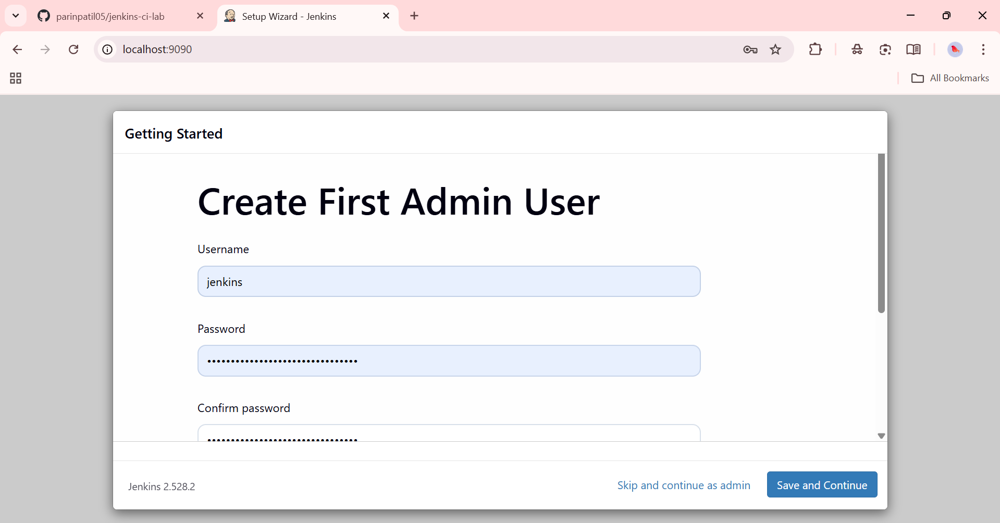 parinpatil05/jenkins-ci-lab
Setup Wizard - Jenkins
localhost:9090
All Bookmarks
Getting Started
Create First Admin User
Username
jenkins
Password
••••••••••••••••••••••••••••••••
Confirm password
••••••••••••••••••••••••••••••••
Jenkins 2.528.2
Skip and continue as admin
Save and Continue